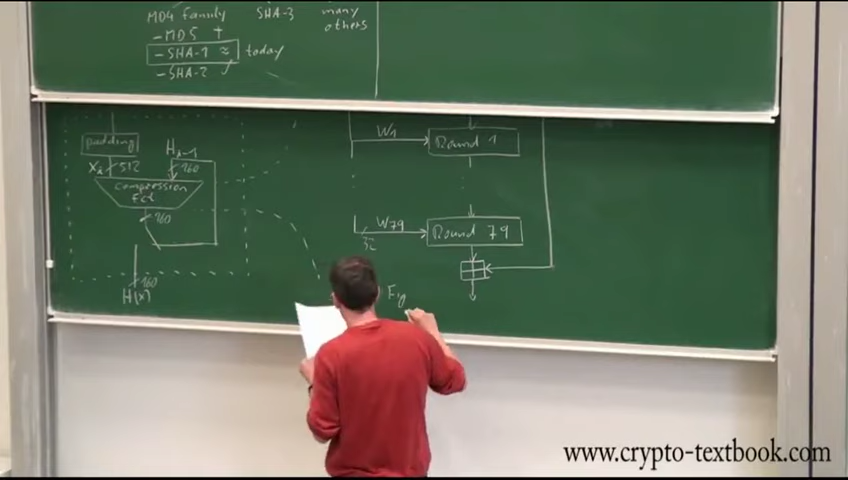 MD4 family SHA-3 many others
- MD5 †
- SHA-1 ≈ today
- SHA-2 ✓
padding
Xi 512
Hi-1
160
compression
Fct
160
160
H(x)
W1
Round 1
W79
32
Round 79
Fig
www.crypto-textbook.com